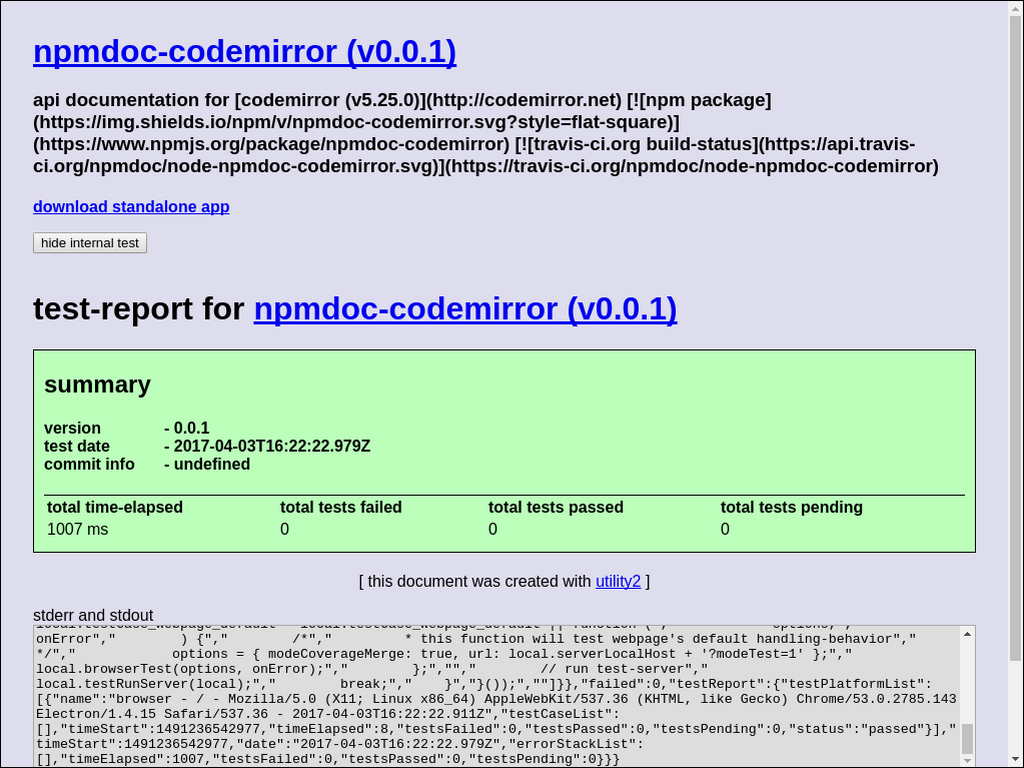 npmdoc-codemirror (v0.0.1)
api documentation for [codemirror (v5.25.0)](http://codemirror.net) [![npm package]
(https://img.shields.io/npm/v/npmdoc-codemirror.svg?style=flat-square)]
(https://www.npmjs.org/package/npmdoc-codemirror) [![travis-ci.org build-status](https://api.travis-
ci.org/npmdoc/node-npmdoc-codemirror.svg)](https://travis-ci.org/npmdoc/node-npmdoc-codemirror)
download standalone app
hide internal test
test-report for npmdoc-codemirror (v0.0.1)
summary
version - 0.0.1
test date - 2017-04-03T16:22:22.979Z
commit info - undefined
total time-elapsed total tests failed total tests passed total tests pending
1007 ms 0 0 0
[ this document was created with utility2 ]
stderr and stdout
onError","        ) {","        /*","         * this function will test webpage's default handling-behavior","
*/","            options = { modeCoverageMerge: true, url: local.serverLocalHost + '?modeTest=1' };","
local.browserTest(options, onError);","        };","","        // run test-server","
local.testRunServer(local);","        break;","    }","}());",""]}},"failed":0,"testReport":{"testPlatformList":
[{"name":"browser - / - Mozilla/5.0 (X11; Linux x86_64) AppleWebKit/537.36 (KHTML, like Gecko) Chrome/53.0.2785.143
Electron/1.4.15 Safari/537.36 - 2017-04-03T16:22:22.911Z","testCaseList":
[],"timeStart":1491236542977,"timeElapsed":8,"testsFailed":0,"testsPassed":0,"testsPending":0,"status":"passed"}],"
timeStart":1491236542977,"date":"2017-04-03T16:22:22.979Z","errorStackList":
[],"timeElapsed":1007,"testsFailed":0,"testsPassed":0,"testsPending":0}}}